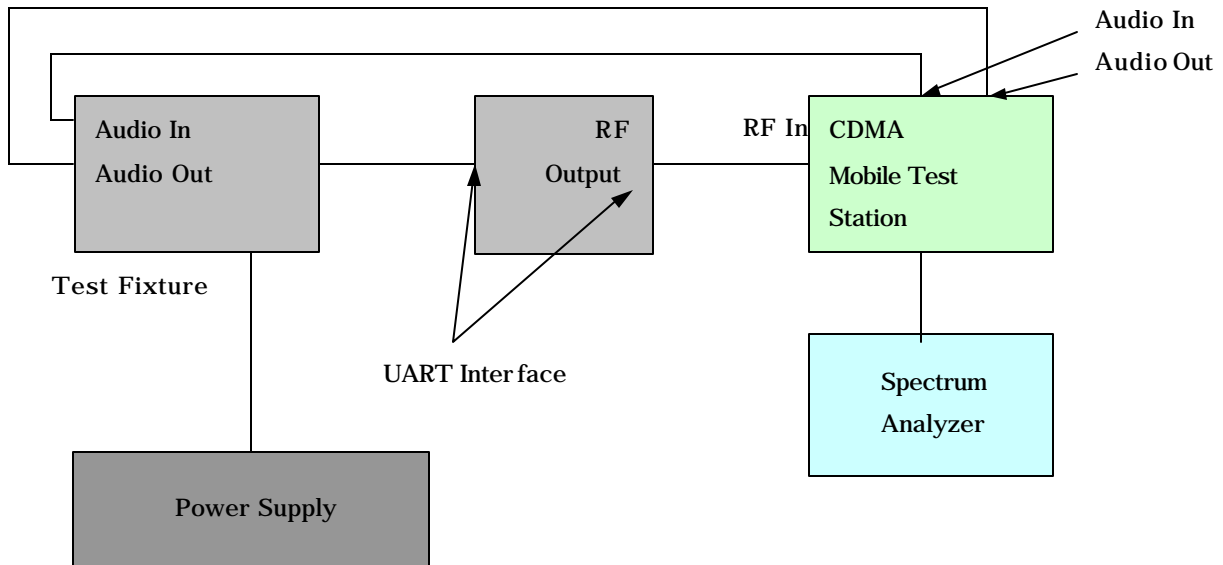 Audio In
Audio Out
Audio In
Audio Out
RF
Output
RF In
CDMA
Mobile Test
Station
Test Fixture
UART Interface
Spectrum
Analyzer
Power Supply